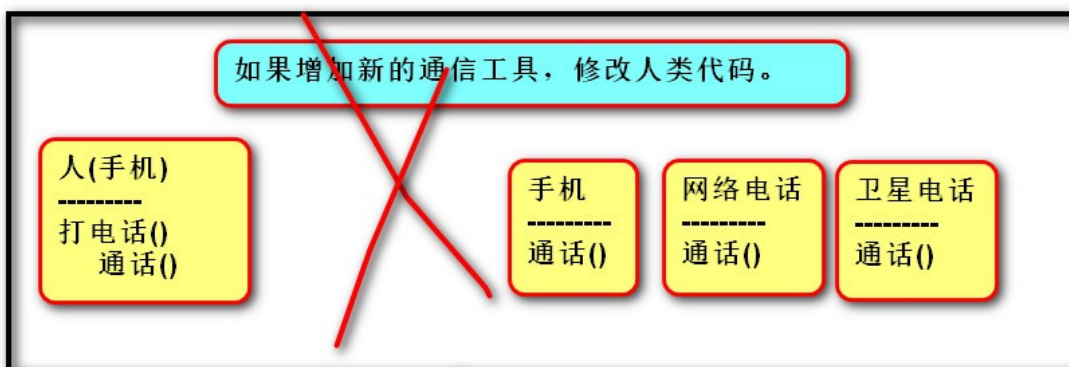 如果增加新的通信工具，修改人类代码。
人(手机)
---------
打电话()
通话()
手机
---------
通话()
网络电话
---------
通话()
卫星电话
---------
通话()